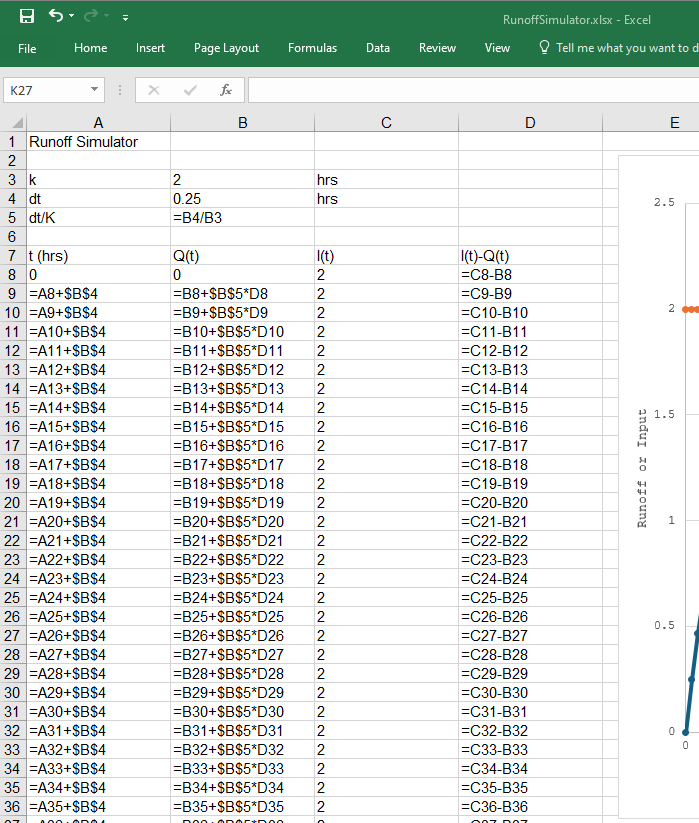 RunoffSimulator.xlsx - Excel
File Home Insert Page Layout Formulas Data Review View Tell me what you want to d
K27 fx
A B C D E
1 Runoff Simulator
2
3 k 2 hrs
4 dt 0.25 hrs
5 dt/K =B4/B3
6
7 t (hrs) Q(t) I(t) I(t)-Q(t)
8 0 0 2 =C8-B8
9 =A8+$B$4 =B8+$B$5*D8 2 =C9-B9
10 =A9+$B$4 =B9+$B$5*D9 2 =C10-B10
11 =A10+$B$4 =B10+$B$5*D10 2 =C11-B11
12 =A11+$B$4 =B11+$B$5*D11 2 =C12-B12
13 =A12+$B$4 =B12+$B$5*D12 2 =C13-B13
14 =A13+$B$4 =B13+$B$5*D13 2 =C14-B14
15 =A14+$B$4 =B14+$B$5*D14 2 =C15-B15
16 =A15+$B$4 =B15+$B$5*D15 2 =C16-B16
17 =A16+$B$4 =B16+$B$5*D16 2 =C17-B17
18 =A17+$B$4 =B17+$B$5*D17 2 =C18-B18
19 =A18+$B$4 =B18+$B$5*D18 2 =C19-B19
20 =A19+$B$4 =B19+$B$5*D19 2 =C20-B20
21 =A20+$B$4 =B20+$B$5*D20 2 =C21-B21
22 =A21+$B$4 =B21+$B$5*D21 2 =C22-B22
23 =A22+$B$4 =B22+$B$5*D22 2 =C23-B23
24 =A23+$B$4 =B23+$B$5*D23 2 =C24-B24
25 =A24+$B$4 =B24+$B$5*D24 2 =C25-B25
26 =A25+$B$4 =B25+$B$5*D25 2 =C26-B26
27 =A26+$B$4 =B26+$B$5*D26 2 =C27-B27
28 =A27+$B$4 =B27+$B$5*D27 2 =C28-B28
29 =A28+$B$4 =B28+$B$5*D28 2 =C29-B29
30 =A29+$B$4 =B29+$B$5*D29 2 =C30-B30
31 =A30+$B$4 =B30+$B$5*D30 2 =C31-B31
32 =A31+$B$4 =B31+$B$5*D31 2 =C32-B32
33 =A32+$B$4 =B32+$B$5*D32 2 =C33-B33
34 =A33+$B$4 =B33+$B$5*D33 2 =C34-B34
35 =A34+$B$4 =B34+$B$5*D34 2 =C35-B35
36 =A35+$B$4 =B35+$B$5*D35 2 =C36-B36
2.5
2
1.5
1
0.5
0
0
Runoff or Input